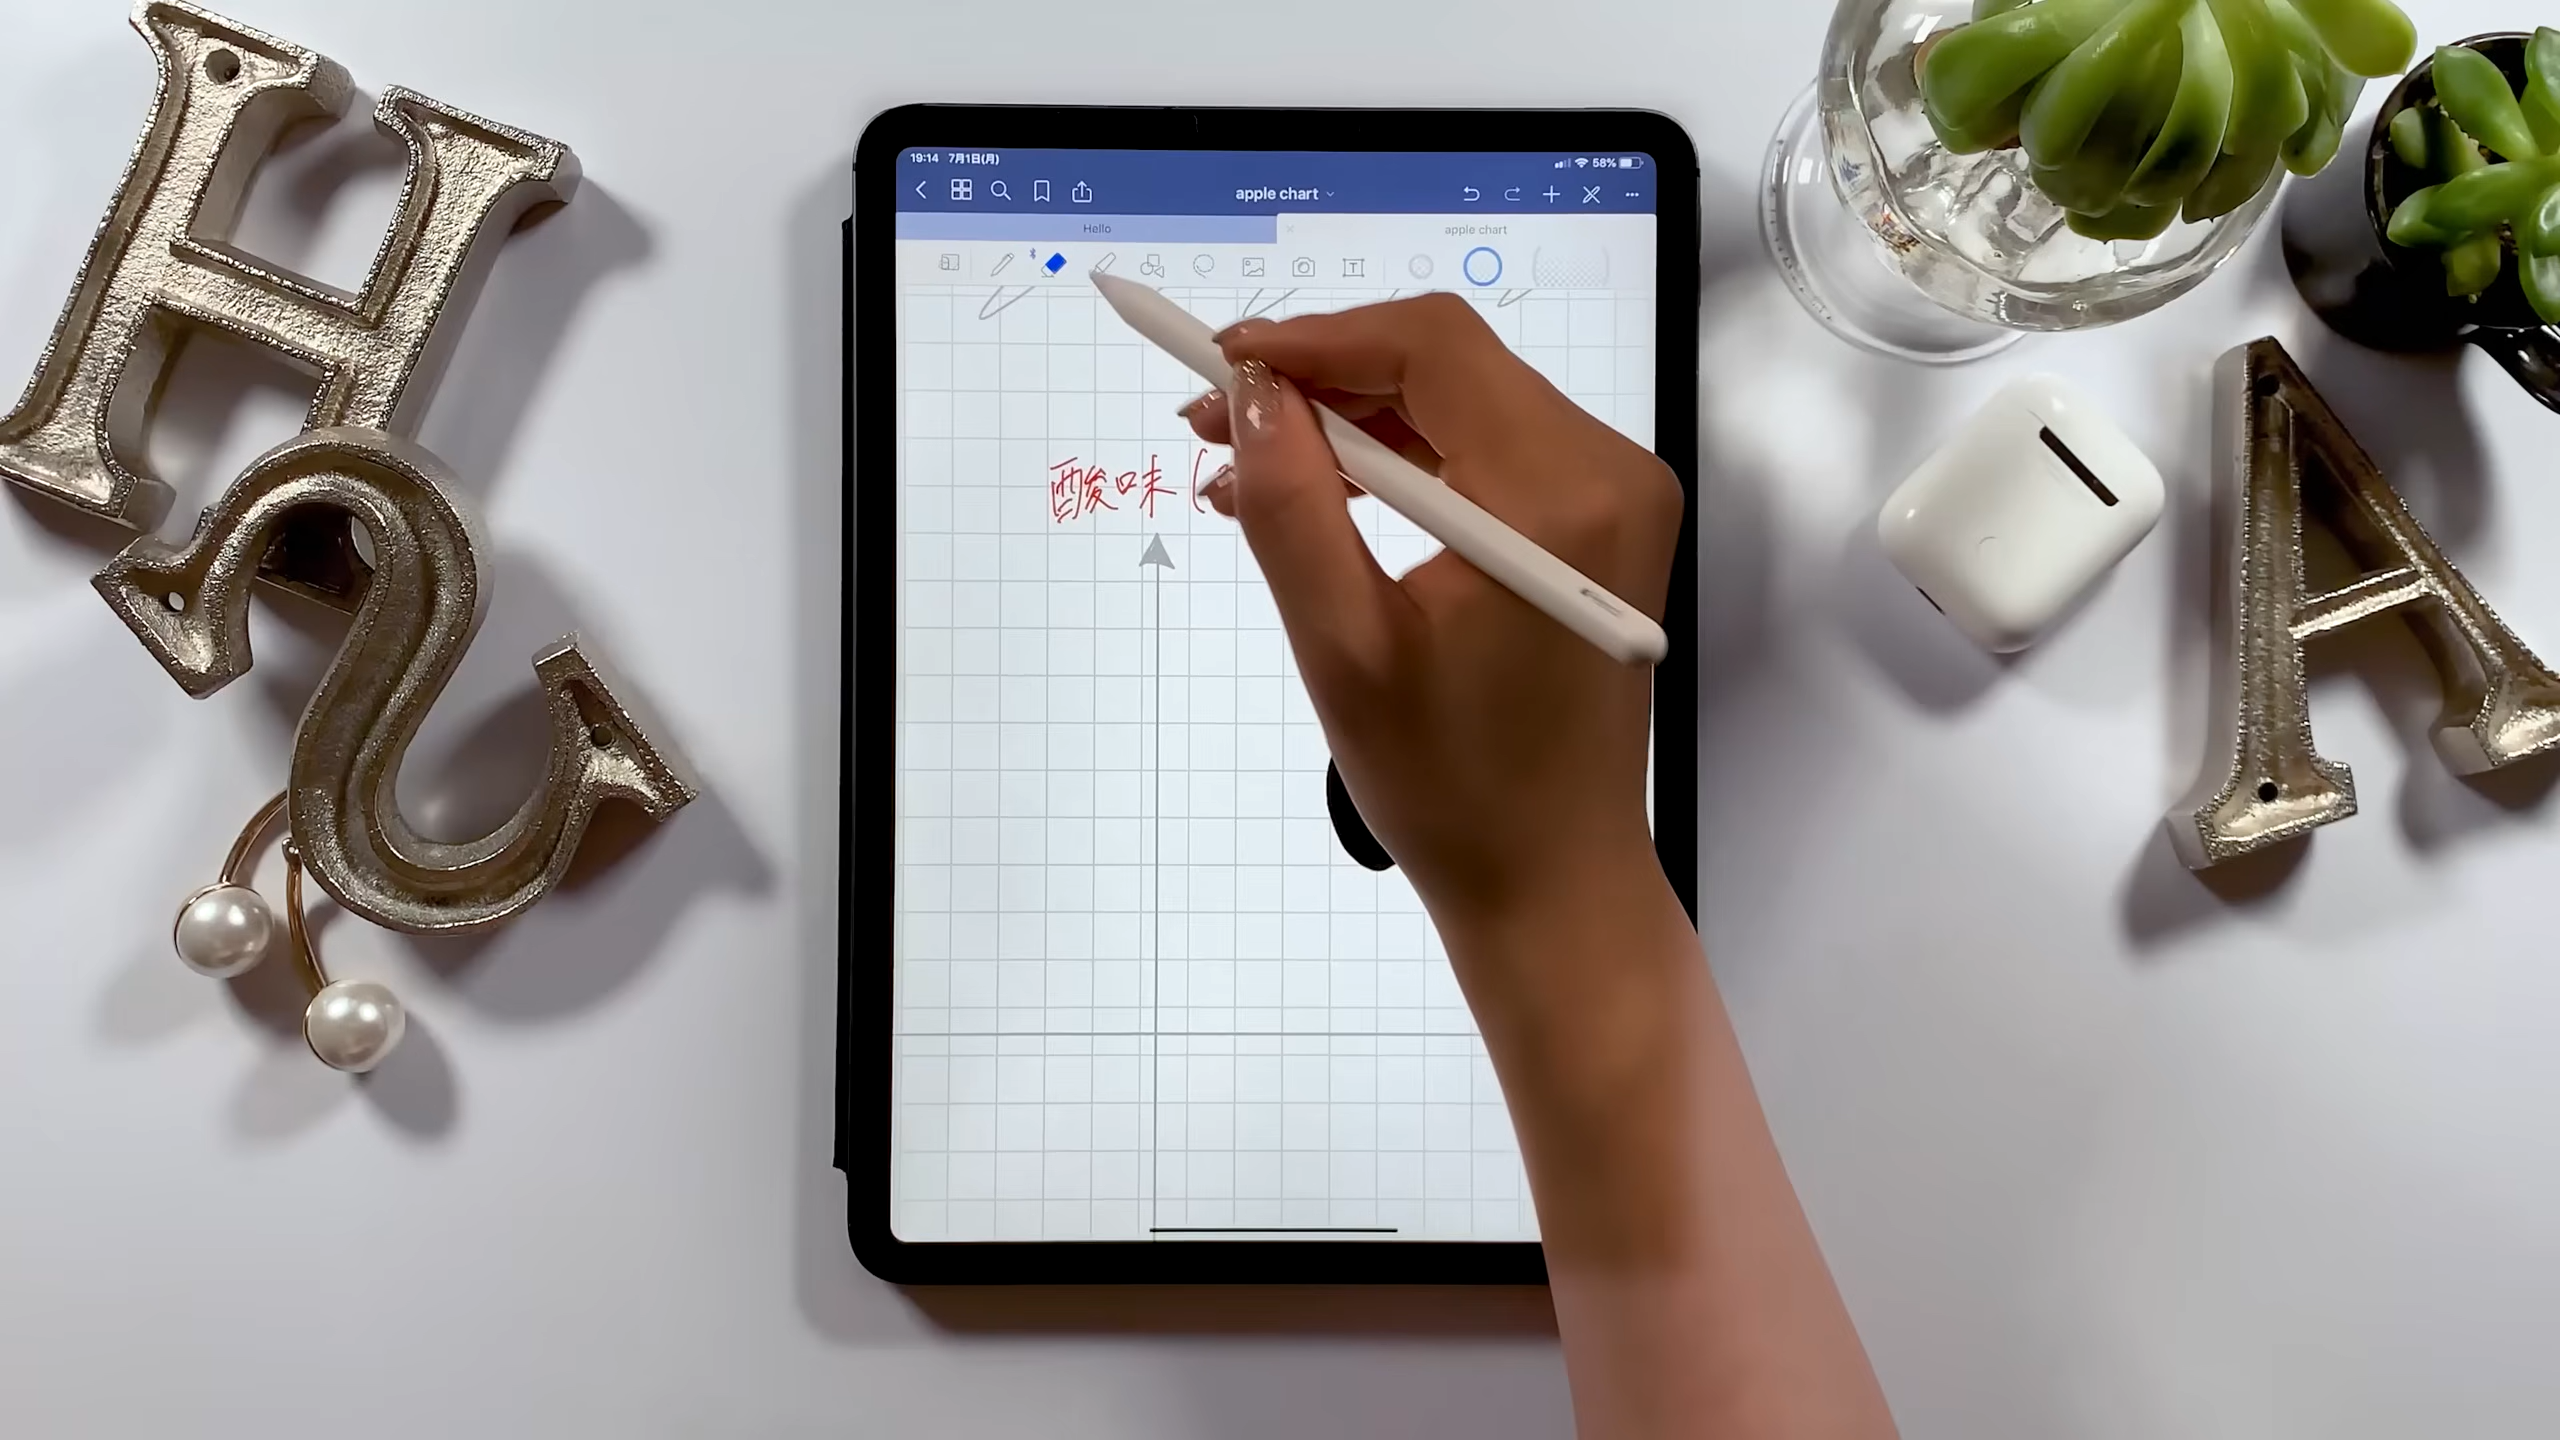 19:14 7月1日(月) 58%
apple chart
Hello
apple chart
T
酸味 (
H
S
A